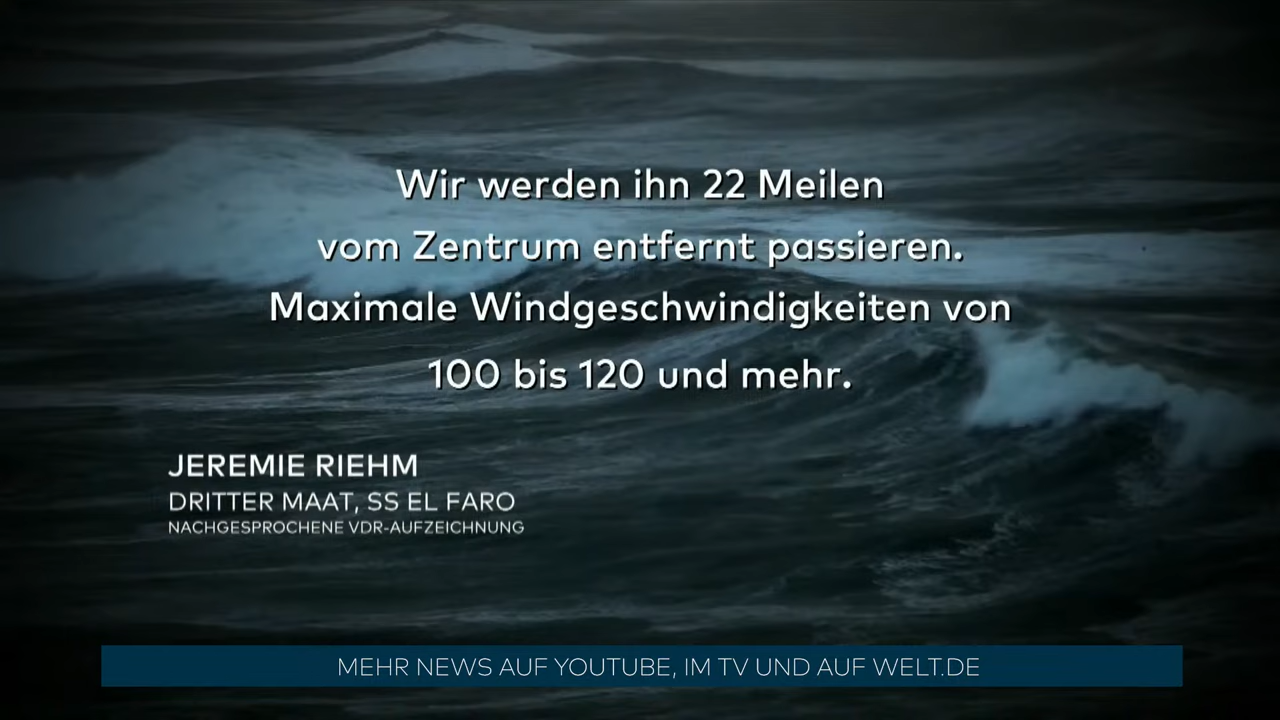 Wir werden ihn 22 Meilen
vom Zentrum entfernt passieren.
Maximale Windgeschwindigkeiten von
100 bis 120 und mehr.
JEREMIE RIEHM
DRITTER MAAT, SS EL FARO
NACHGESPROCHENE VDR-AUFZEICHNUNG
MEHR NEWS AUF YOUTUBE, IM TV UND AUF WELT.DE